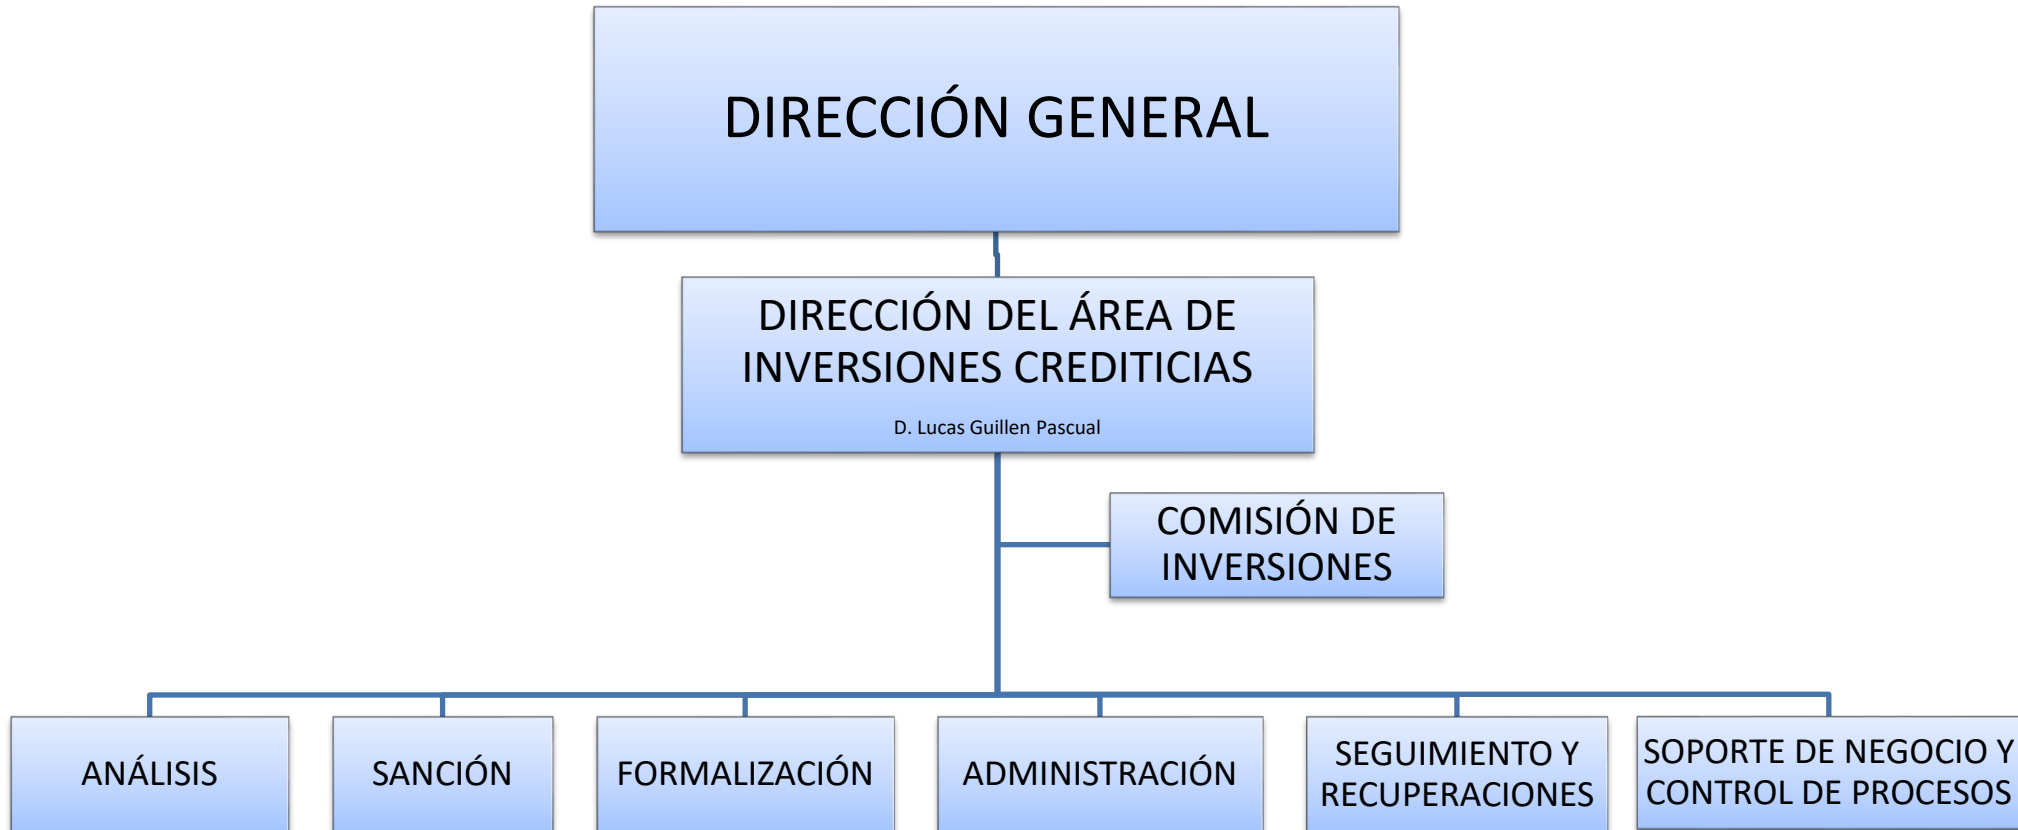 DIRECCIÓN GENERAL
DIRECCIÓN DEL ÁREA DE
INVERSIONES CREDITICIAS
D. Lucas Guillen Pascual
COMISIÓN DE
INVERSIONES
ANÁLISIS
SANCIÓN
FORMALIZACIÓN
ADMINISTRACIÓN
SEGUIMIENTO Y
RECUPERACIONES
SOPORTE DE NEGOCIO Y
CONTROL DE PROCESOS